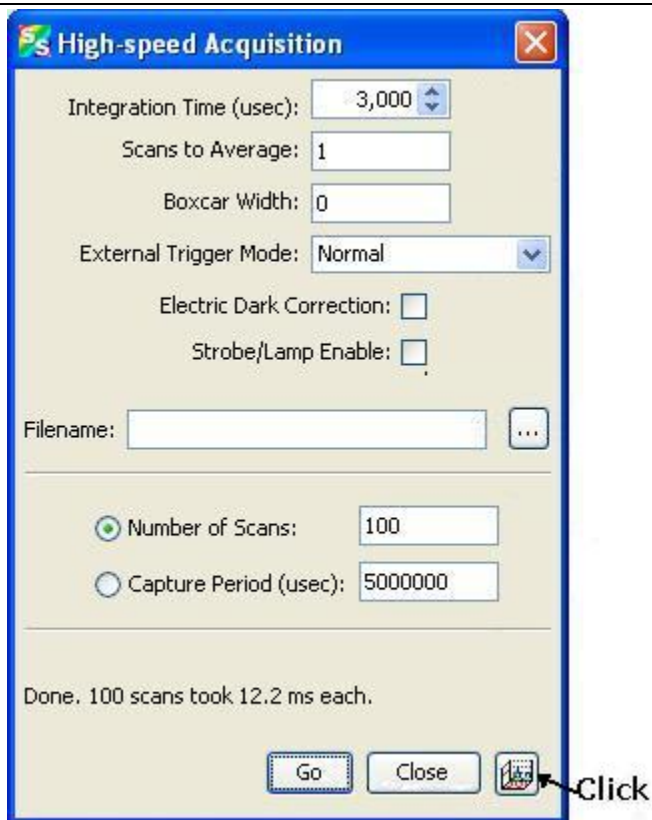 High-speed Acquisition
Integration Time (usec): 3,000
Scans to Average: 1
Boxcar Width: 0
External Trigger Mode: Normal
Electric Dark Correction:
Strobe/Lamp Enable:
Filename: ...
Number of Scans: 100
Capture Period (usec): 5000000
Done. 100 scans took 12.2 ms each.
Go Close Click